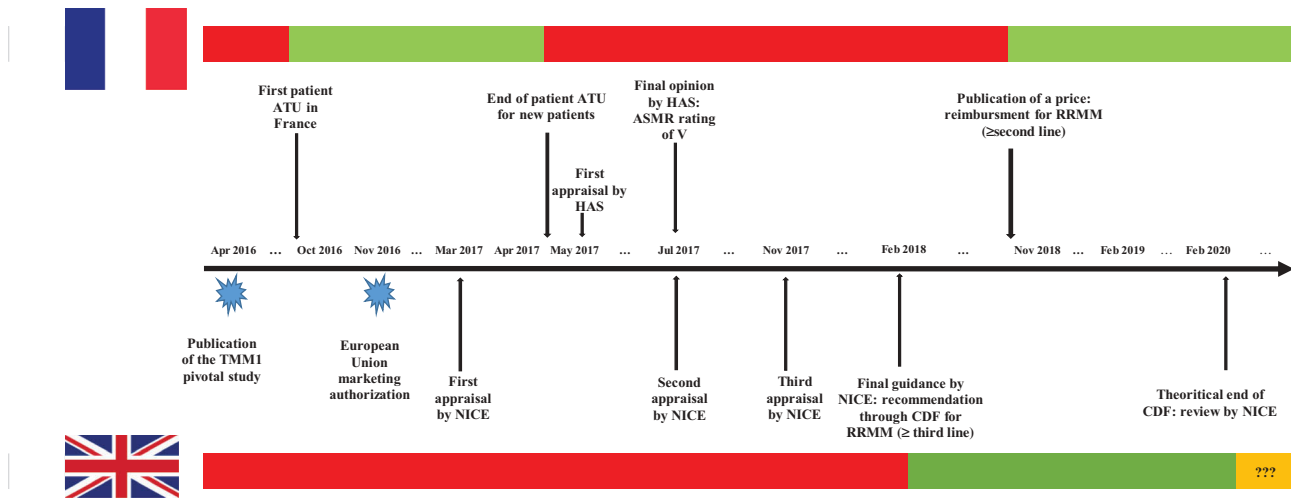 First patient
ATU in
France
End of patient ATU
for new patients
First
appraisal by
HAS
Final opinion
by HAS:
ASMR rating
of V
Publication of a price:
reimbursment for RRMM
(≥second line)
Apr 2016 ... Oct 2016 Nov 2016 ... Mar 2017 Apr 2017 May 2017 ... Jul 2017 ... Nov 2017 ... Feb 2018 ... Nov 2018 ... Feb 2019 ... Feb 2020 ...
Publication
of the TMM1
pivotal study
European
Union
marketing
authorization
First
appraisal
by NICE
Second
appraisal
by NICE
Third
appraisal
by NICE
Final guidance by
NICE: recommendation
through CDF for
RRMM (≥ third line)
Theoritical end of
CDF: review by NICE
???